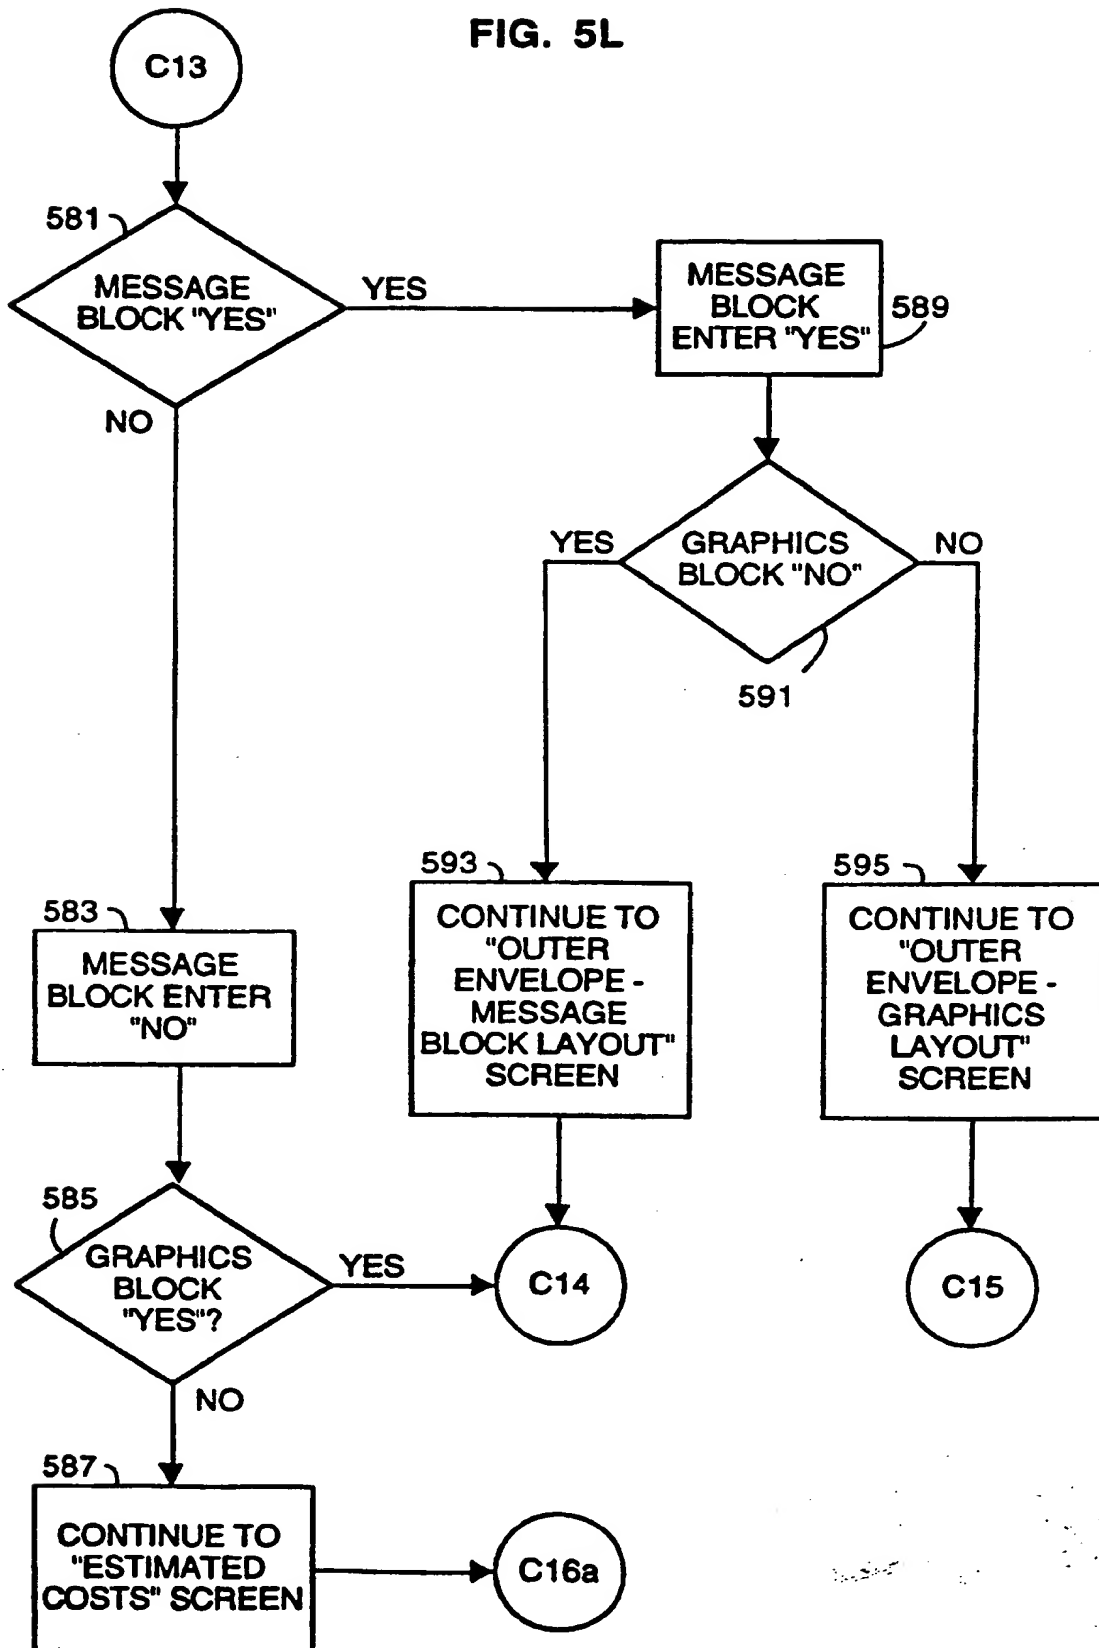 FIG. 5L
C13
581
MESSAGE
BLOCK "YES"
YES
NO
MESSAGE
BLOCK
ENTER "YES"
589
YES
GRAPHICS
BLOCK "NO"
NO
591
583
MESSAGE
BLOCK ENTER
"NO"
593
CONTINUE TO
"OUTER
ENVELOPE -
MESSAGE
BLOCK LAYOUT"
SCREEN
595
CONTINUE TO
"OUTER
ENVELOPE -
GRAPHICS
LAYOUT"
SCREEN
585
GRAPHICS
BLOCK
"YES"?
YES
C14
C15
NO
587
CONTINUE TO
"ESTIMATED
COSTS" SCREEN
C16a